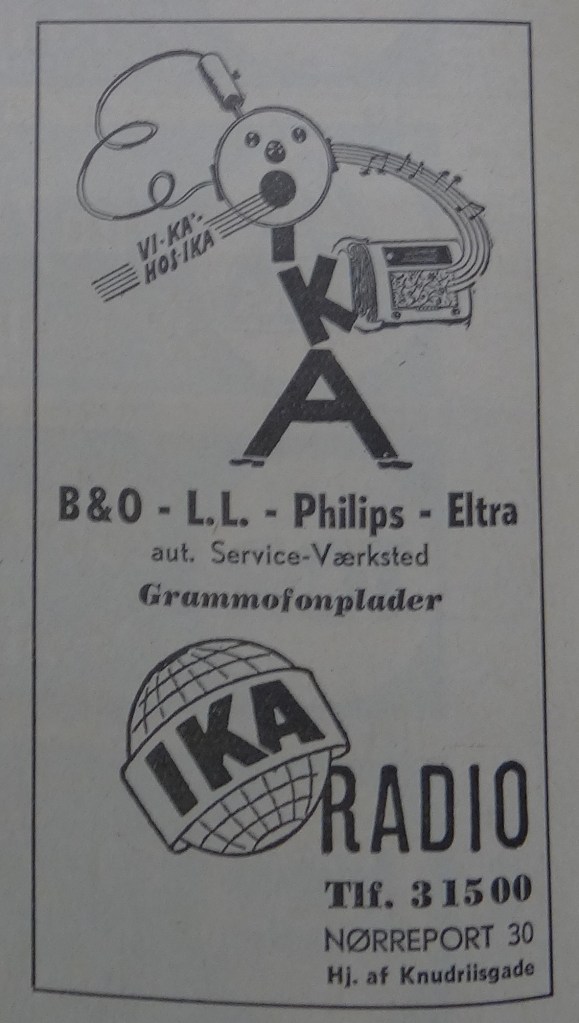 VI-KA'-
HOS-IKA
I
K
A
B&O - L.L. - Philips - Eltra
aut. Service-Værksted
Grammofonplader
IKA
RADIO
Tlf. 31500
NØRREPORT 30
Hj. af Knudriisgade